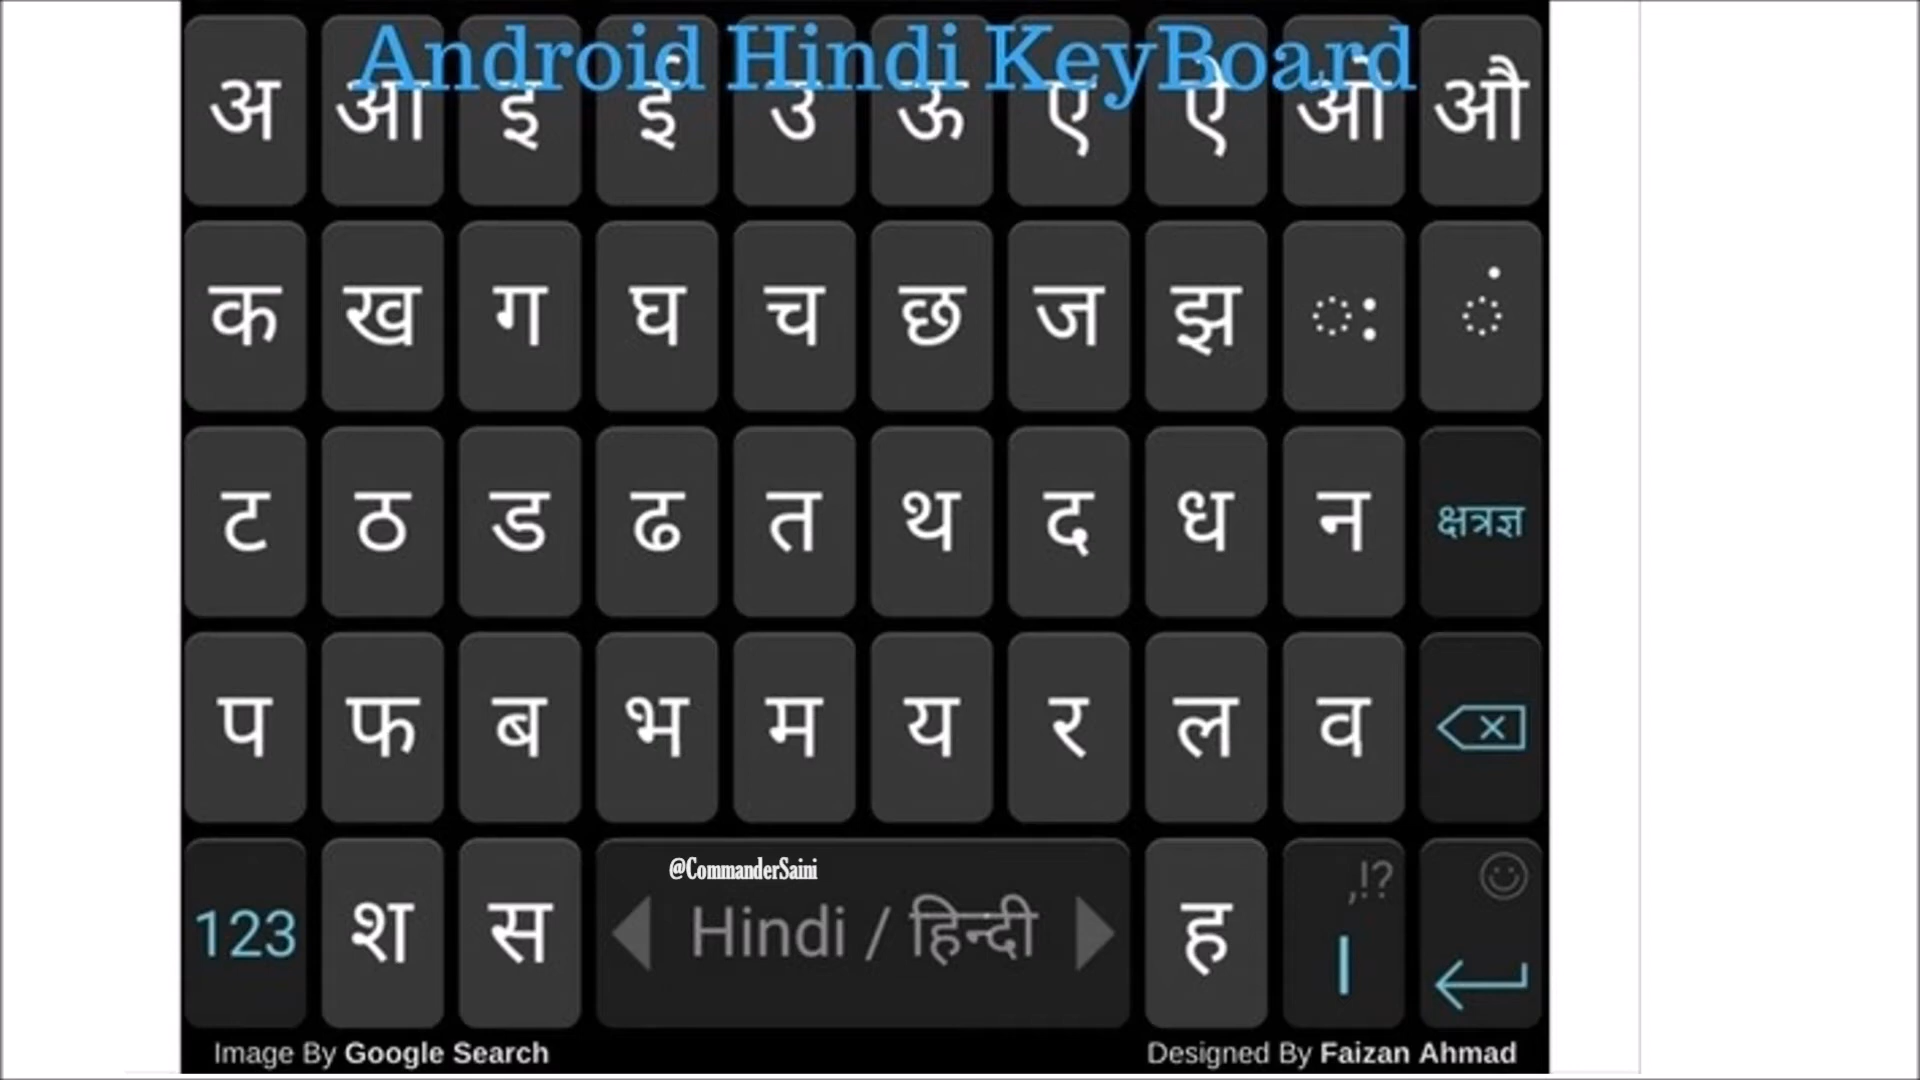 Android Hindi KeyBoard
अ आ इ ई उ ऊ ए ऐ ओ औ
क ख ग घ च छ ज झ ः ं
ट ठ ड ढ त थ द ध न क्षत्रज्ञ
प फ ब भ म य र ल व
@CommanderSaini
,!?
123 श स Hindi / हिन्दी ह ।
Image By Google Search
Designed By Faizan Ahmad